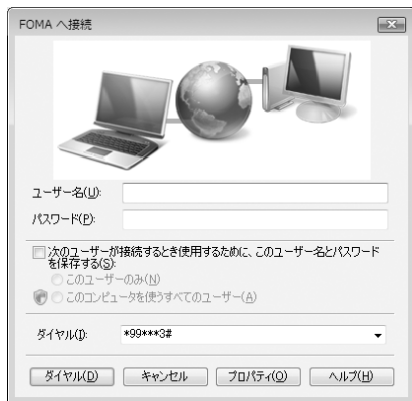 FOMA へ接続
ユーザー名(U):
パスワード(P):
次のユーザーが接続するとき使用するために、このユーザー名とパスワード
を保存する(S):
このユーザーのみ(N)
このコンピュータを使うすべてのユーザー(A)
ダイヤル(I):
*99***3#
ダイヤル(D) キャンセル プロパティ(O) ヘルプ(H)